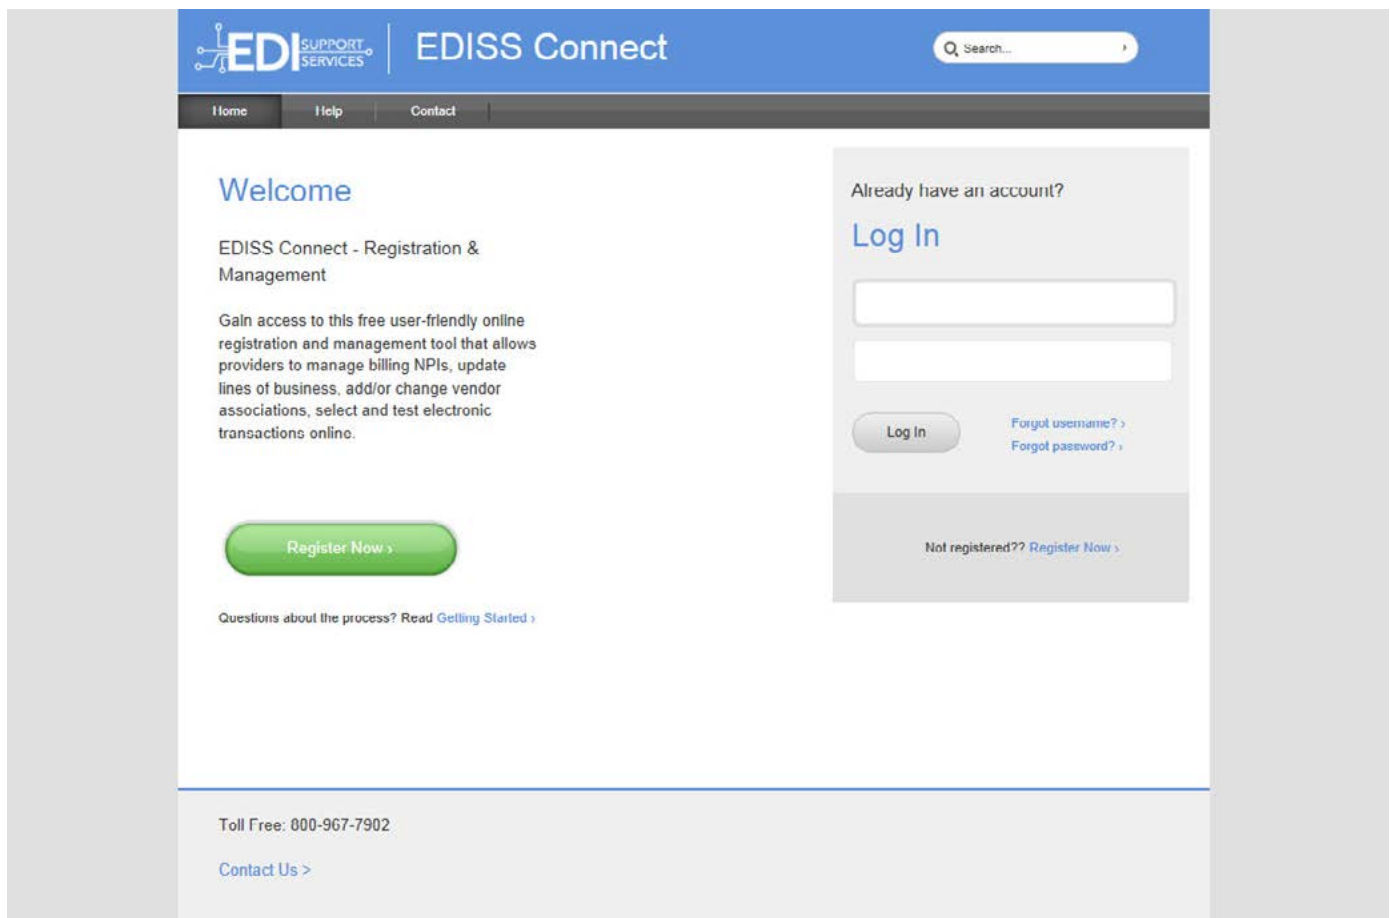 EDI SUPPORT SERVICES
EDISS Connect
Search...
Home
Help
Contact
Welcome
EDISS Connect - Registration &
Management
Gain access to this free user-friendly online
registration and management tool that allows
providers to manage billing NPIs, update
lines of business, add/or change vendor
associations, select and test electronic
transactions online.
Register Now ›
Questions about the process? Read Getting Started ›
Already have an account?
Log In
Log In
Forgot username? ›
Forgot password? ›
Not registered?? Register Now ›
Toll Free: 800-967-7902
Contact Us >